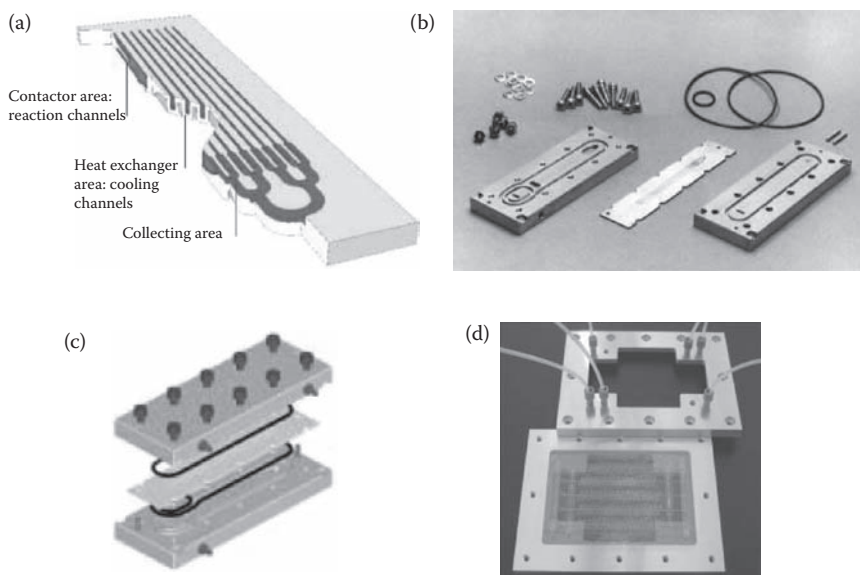 (a)
Contactor area:
reaction channels
Heat exchanger
area: cooling
channels
Collecting area
(b)
(c)
(d)